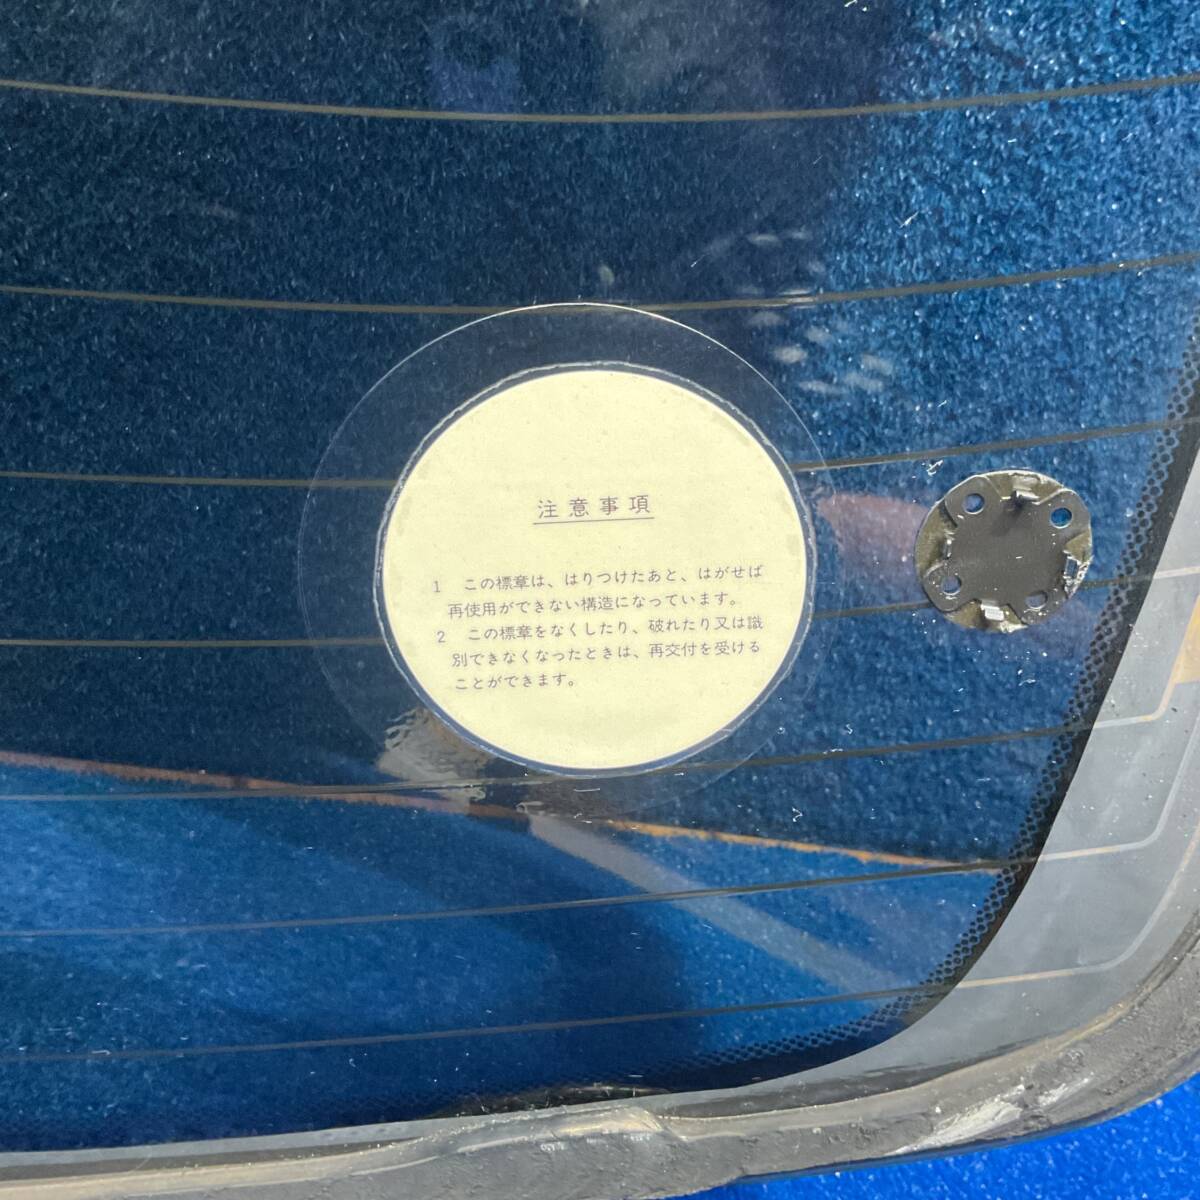 注意事項
1 この標章は、はりつけたあと、はがせば
再使用ができない構造になっています。
2 この標章をなくしたり、破れたり又は識
別できなくなったときは、再交付を受ける
ことができます。